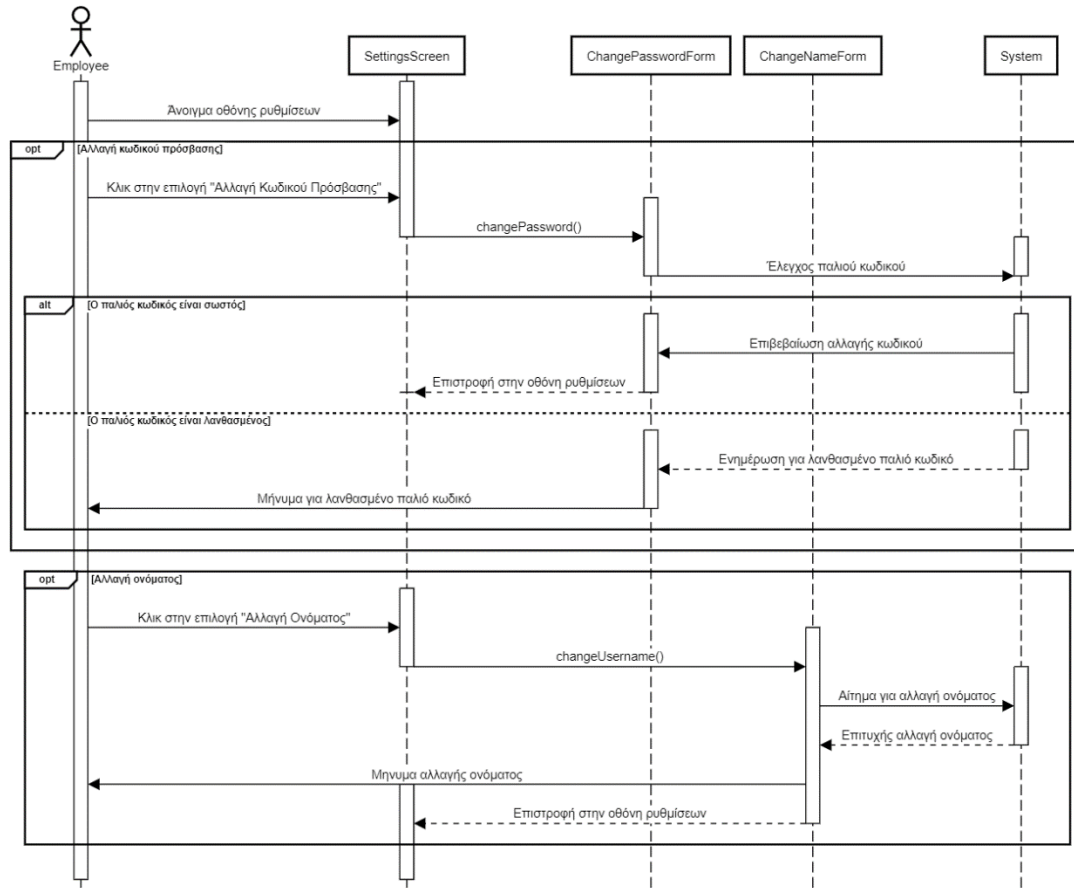 Employee
SettingsScreen
ChangePasswordForm
ChangeNameForm
System
Άνοιγμα οθόνης ρυθμίσεων
opt
[Αλλαγή κωδικού πρόσβασης]
Κλικ στην επιλογή "Αλλαγή Κωδικού Πρόσβασης"
changePassword()
Έλεγχος παλιού κωδικού
alt
[Ο παλιός κωδικός είναι σωστός]
Επιβεβαίωση αλλαγής κωδικού
Επιστροφή στην οθόνη ρυθμίσεων
[Ο παλιός κωδικός είναι λανθασμένος]
Ενημέρωση για λανθασμένο παλιό κωδικό
Μήνυμα για λανθασμένο παλιό κωδικό
opt
[Αλλαγή ονόματος]
Κλικ στην επιλογή "Αλλαγή Ονόματος"
changeUsername()
Αίτημα για αλλαγή ονόματος
Επιτυχής αλλαγή ονόματος
Μηνυμα αλλαγής ονόματος
Επιστροφή στην οθόνη ρυθμίσεων